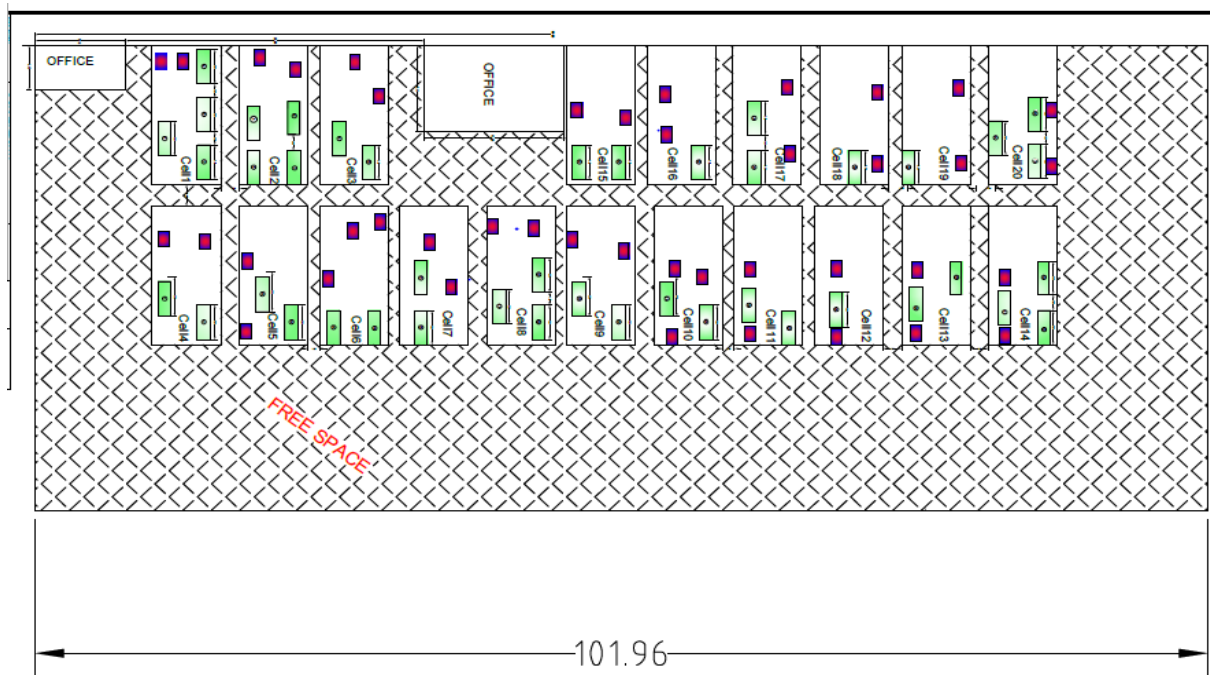 OFFICE
OFFICE
Cell1
Cell2
Cell3
Cell15
Cell16
Cell17
Cell18
Cell19
Cell20
Cell4
Cell5
Cell6
Cell7
Cell8
Cell9
Cell10
Cell11
Cell12
Cell13
Cell14
FREE SPACE
101.96